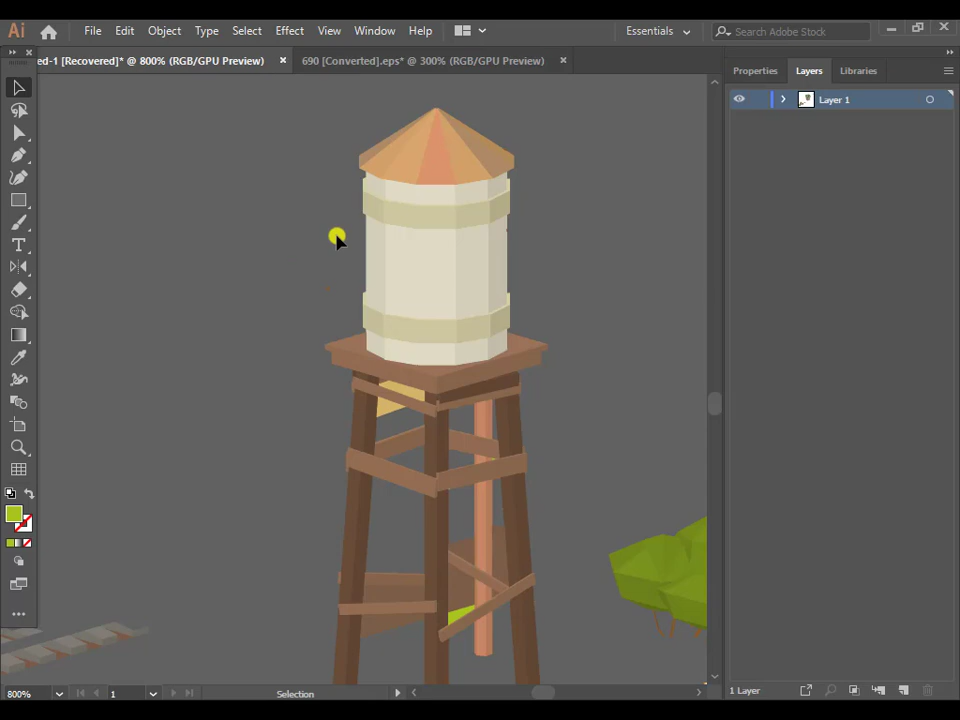 Ai File Edit Object Type Select Effect View Window Help Essentials Search Adobe Stock
ed-1 [Recovered]* @ 800% (RGB/GPU Preview) 690 [Converted].eps* @ 300% (RGB/GPU Preview)
Properties Layers Libraries
Layer 1
T
800% 1 Selection 1 Layer